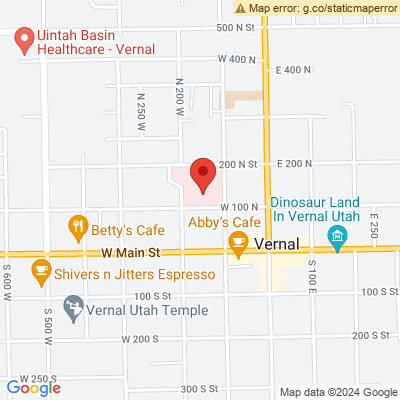 Map error: g.co/staticmaperror
500 N St
Uintah Basin
Healthcare - Vernal
W 400 N
E 400 N
N 250 W
N 200 W
200 N St
E 200 N
W 100 N
Dinosaur Land
In Vernal Utah
E 250
Betty's Cafe
Abby's Cafe
W Main St
Vernal
Shivers n Jitters Espresso
S 600 W
S 500 W
S 100 E
100 S St
100 S St
Vernal Utah Temple
W 200 S
200 S St
W 250 S
300 S St
Google
Map data ©2024 Google